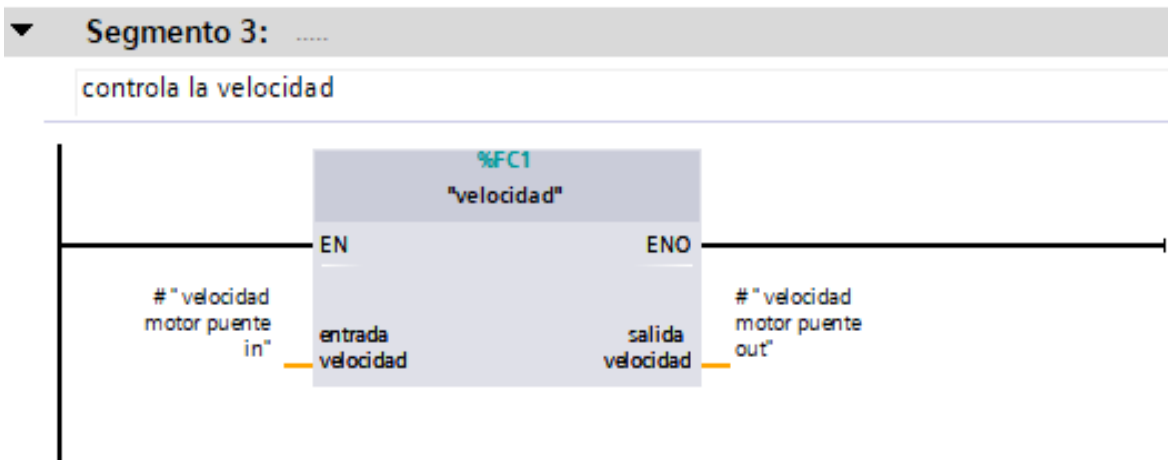 Segmento 3: .....
controla la velocidad
%FC1
"velocidad"
EN ENO
#"velocidad
motor puente
in"
entrada
velocidad
salida
velocidad
#"velocidad
motor puente
out"